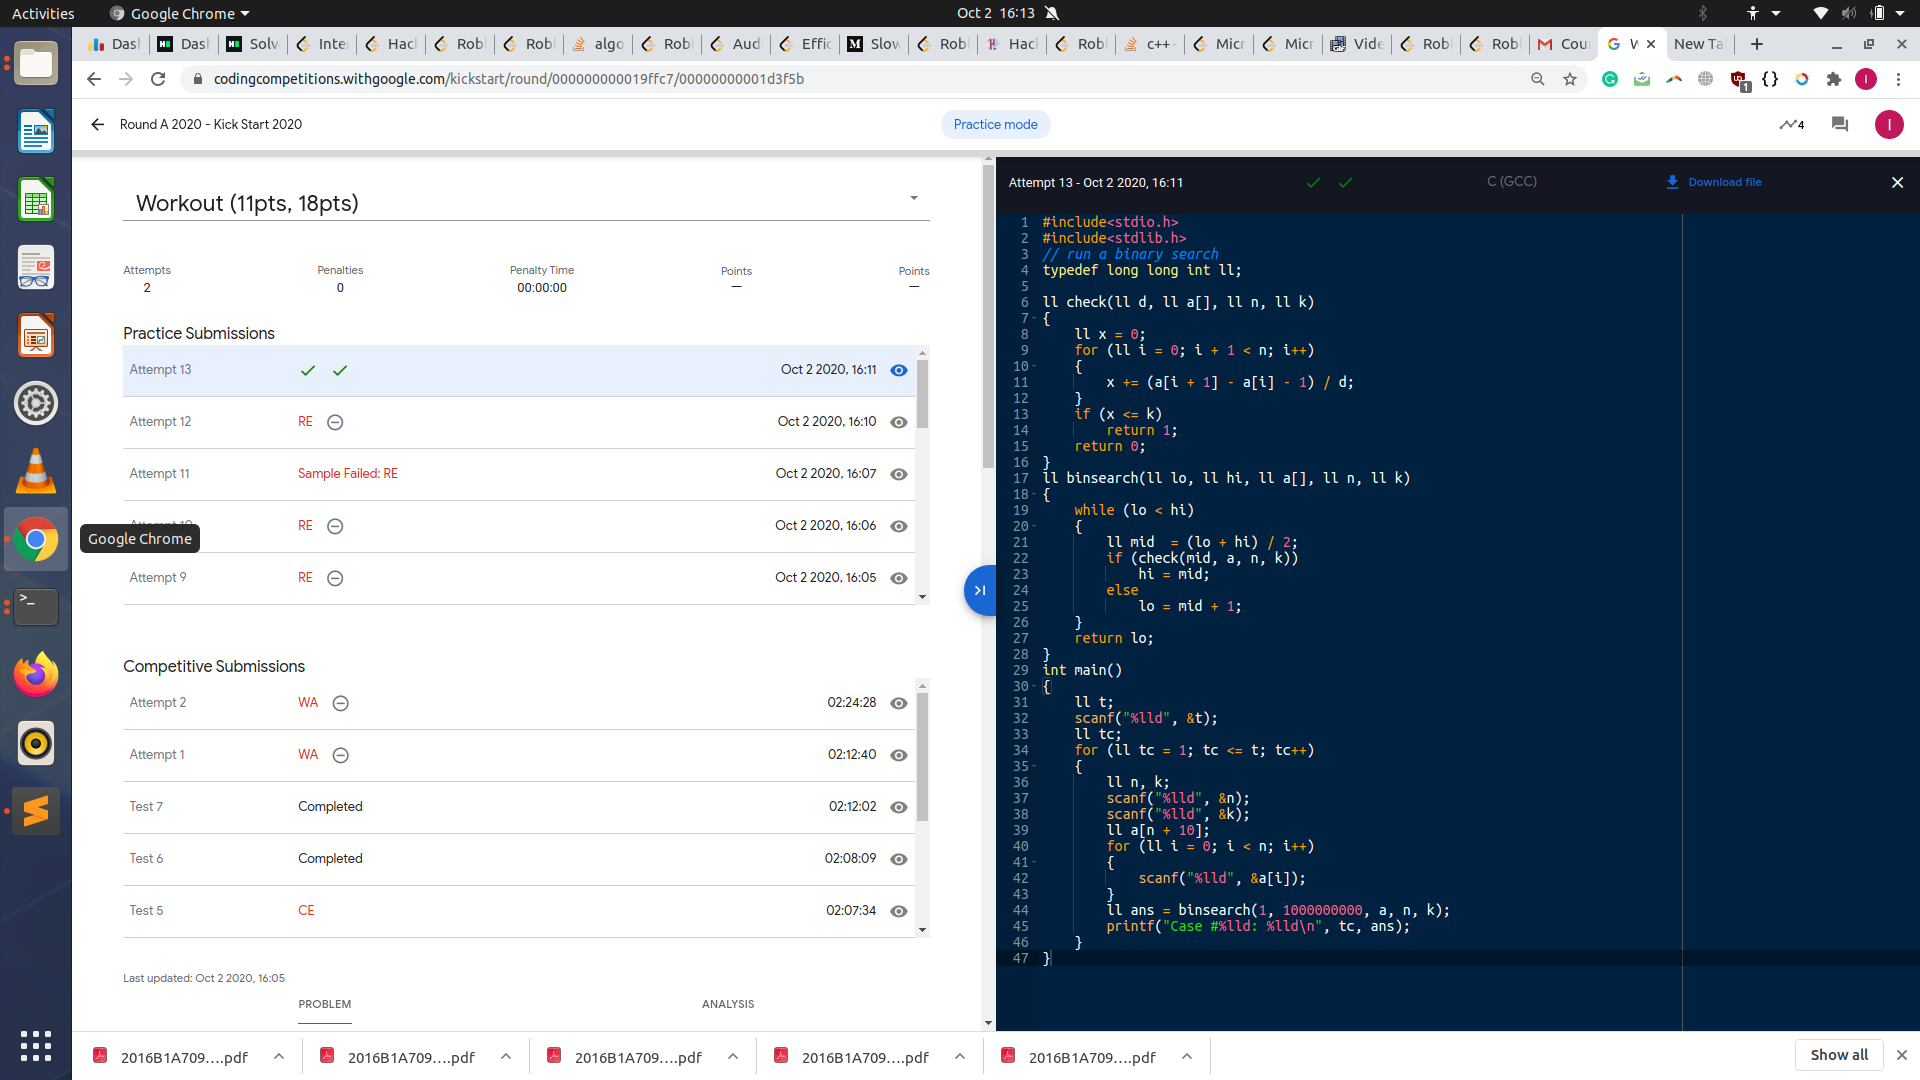 Activities
Google Chrome
Oct 2 16:13
Das
Das
Solv
Inte
Hac
Robl
Robl
algo
Robl
Aud
Effic
Slow
Robl
Hac
Robl
c++
Micr
Micr
Vide
Robl
Robl
Cou
New Ta
codingcompetitions.withgoogle.com/kickstart/round/000000000019ffc7/00000000001d3f5b
Round A 2020 - Kick Start 2020
Practice mode
4
I
Workout (11pts, 18pts)
Attempts
2
Penalties
0
Penalty Time
00:00:00
Points
—
Points
—
Practice Submissions
Attempt 13
Oct 2 2020, 16:11
Attempt 12 RE Oct 2 2020, 16:10
Attempt 11 Sample Failed: RE Oct 2 2020, 16:07
RE Oct 2 2020, 16:06
Google Chrome
Attempt 9 RE Oct 2 2020, 16:05
Competitive Submissions
Attempt 2 WA 02:24:28
Attempt 1 WA 02:12:40
Test 7 Completed 02:12:02
Test 6 Completed 02:08:09
Test 5 CE 02:07:34
Last updated: Oct 2 2020, 16:05
PROBLEM
ANALYSIS
Attempt 13 - Oct 2 2020, 16:11
C (GCC)
Download file
1 #include<stdio.h>
2 #include<stdlib.h>
3 // run a binary search
4 typedef long long int ll;
5
6 ll check(ll d, ll a[], ll n, ll k)
7 {
8 ll x = 0;
9 for (ll i = 0; i + 1 < n; i++)
10 {
11 x += (a[i + 1] - a[i] - 1) / d;
12 }
13 if (x <= k)
14 return 1;
15 return 0;
16 }
17 ll binsearch(ll lo, ll hi, ll a[], ll n, ll k)
18 {
19 while (lo < hi)
20 {
21 ll mid  = (lo + hi) / 2;
22 if (check(mid, a, n, k))
23 hi = mid;
24 else
25 lo = mid + 1;
26 }
27 return lo;
28 }
29 int main()
30 {
31 ll t;
32 scanf("%lld", &t);
33 ll tc;
34 for (ll tc = 1; tc <= t; tc++)
35 {
36 ll n, k;
37 scanf("%lld", &n);
38 scanf("%lld", &k);
39 ll a[n + 10];
40 for (ll i = 0; i < n; i++)
41 {
42 scanf("%lld", &a[i]);
43 }
44 ll ans = binsearch(1, 1000000000, a, n, k);
45 printf("Case #%lld: %lld\n", tc, ans);
46 }
47 }
2016B1A709....pdf
2016B1A709....pdf
2016B1A709....pdf
2016B1A709....pdf
2016B1A709....pdf
Show all